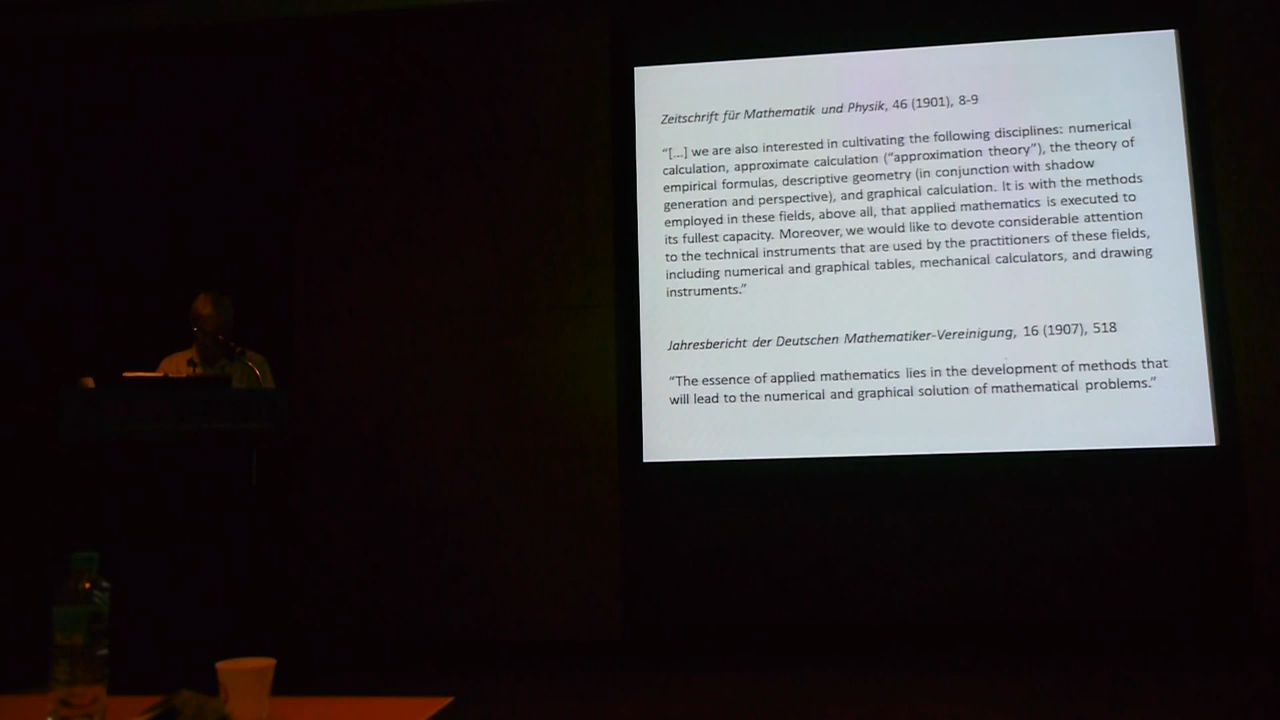 Zeitschrift für Mathematik und Physik, 46 (1901), 8-9
“[...] we are also interested in cultivating the following disciplines: numerical
calculation, approximate calculation (“approximation theory”), the theory of
empirical formulas, descriptive geometry (in conjunction with shadow
generation and perspective), and graphical calculation. It is with the methods
employed in these fields, above all, that applied mathematics is executed to
its fullest capacity. Moreover, we would like to devote considerable attention
to the technical instruments that are used by the practitioners of these fields,
including numerical and graphical tables, mechanical calculators, and drawing
instruments.”
Jahresbericht der Deutschen Mathematiker-Vereinigung, 16 (1907), 518
“The essence of applied mathematics lies in the development of methods that
will lead to the numerical and graphical solution of mathematical problems.”